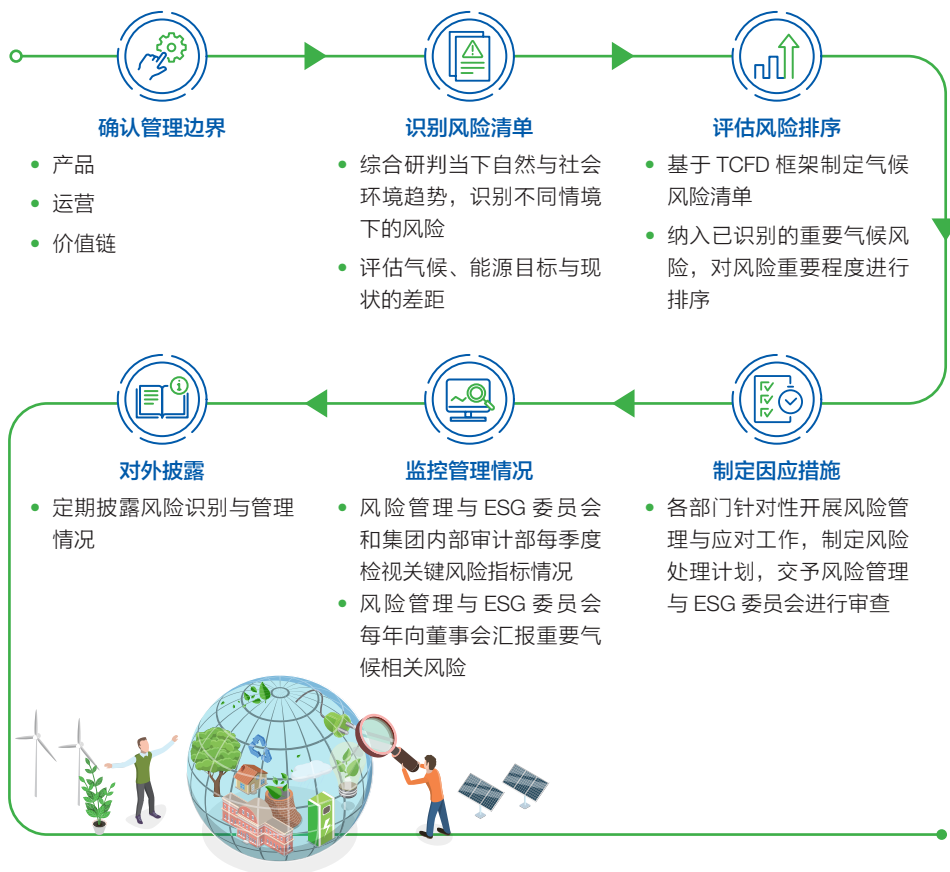 确认管理边界
• 产品
• 运营
• 价值链
识别风险清单
• 综合研判当下自然与社会
环境趋势，识别不同情境
下的风险
• 评估气候、能源目标与现
状的差距
评估风险排序
• 基于 TCFD 框架制定气候
风险清单
• 纳入已识别的重要气候风
险，对风险重要程度进行
排序
制定因应措施
• 各部门针对性开展风险管
理与应对工作，制定风险
处理计划，交予风险管理
与 ESG 委员会进行审查
监控管理情况
• 风险管理与 ESG 委员会
和集团内部审计部每季度
检视关键风险指标情况
• 风险管理与 ESG 委员会
每年向董事会汇报重要气
候相关风险
对外披露
• 定期披露风险识别与管理
情况